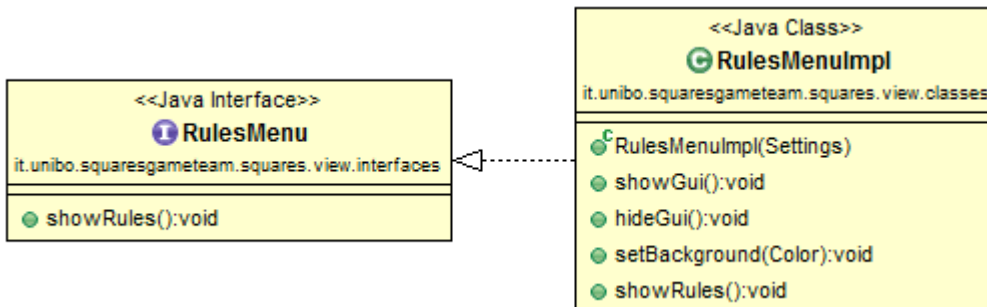 <<Java Interface>>
I RulesMenu
it.unibo.squaresgameteam.squares.view.interfaces
showRules():void
<<Java Class>>
C RulesMenuImpl
it.unibo.squaresgameteam.squares.view.classes
C RulesMenuImpl(Settings)
showGui():void
hideGui():void
setBackground(Color):void
showRules():void